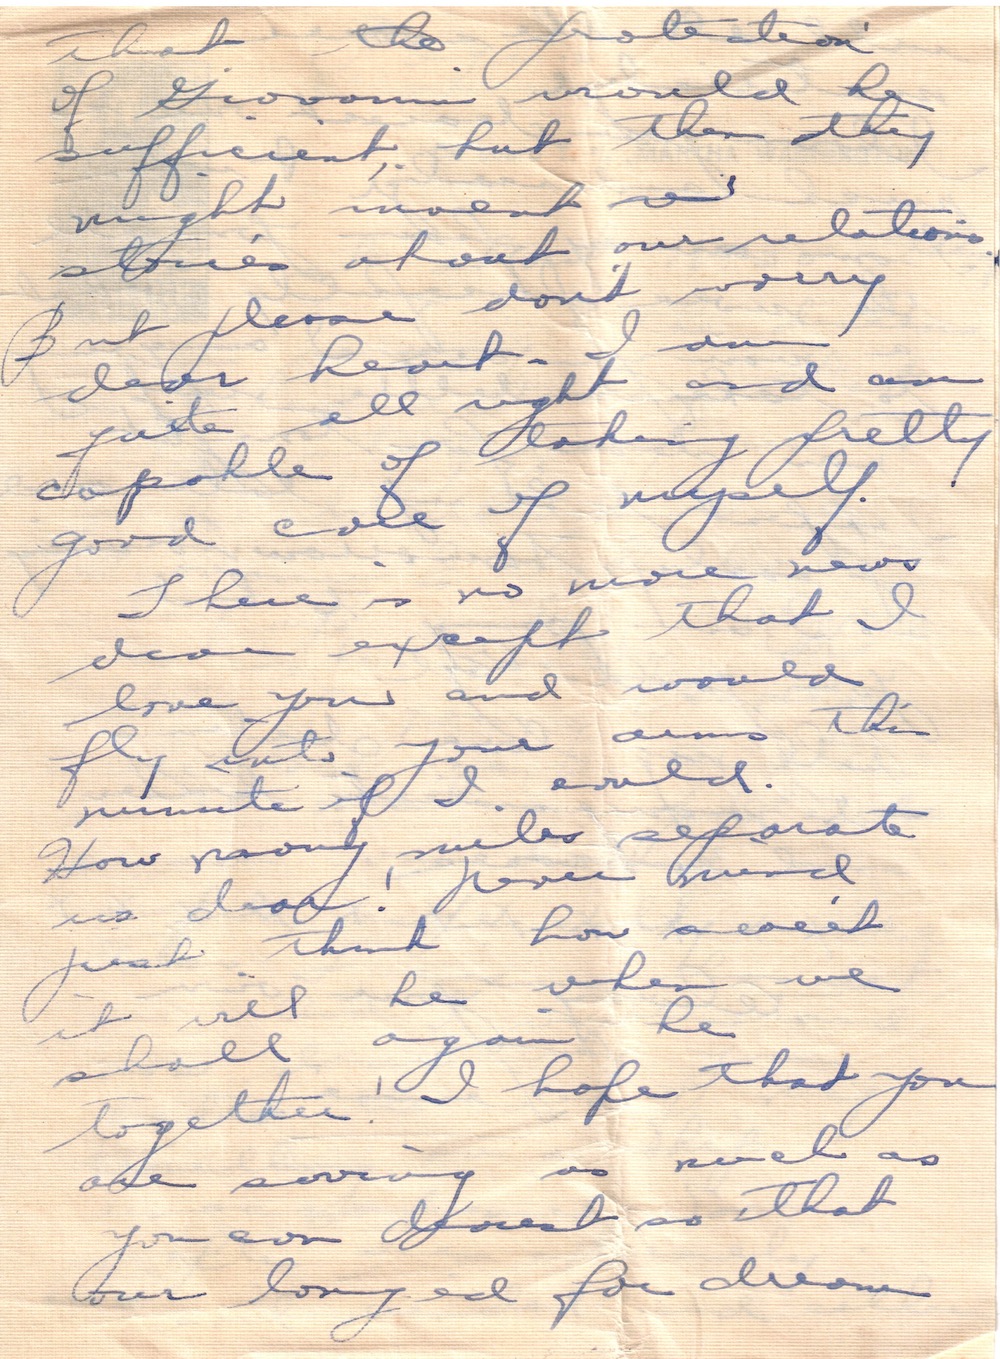 that the protection
of Giovanni would be
sufficient, but then they
might invent
stories about our relations.
But please don't worry
dear heart - I am
quite all right and am
capable of taking pretty
good care of myself.
There is no more news
dear except that I
love you and would
fly into your arms this
minute if I could.
How many miles separate
us dear! Never mind
just think how sweet
it will be when we
shall again be
together! I hope that you
are saving as much as
you can dearest so that
our longed for dream